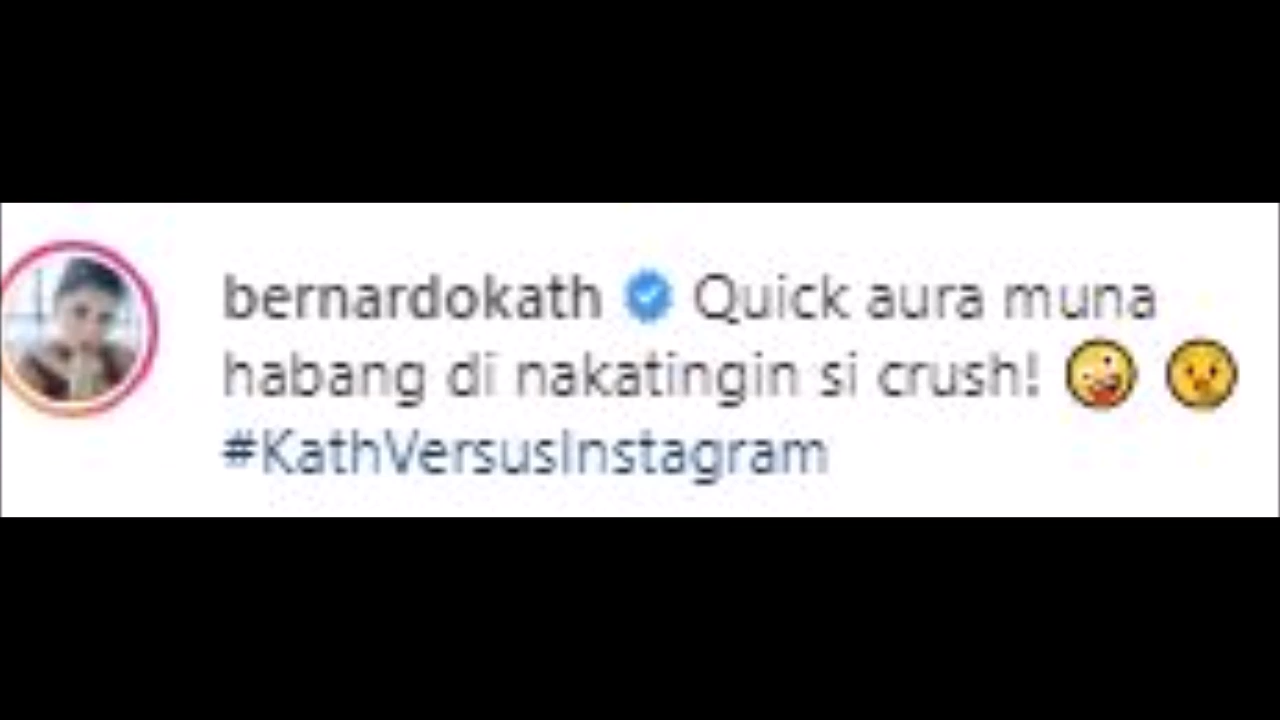 bernardokath Quick aura muna
habang di nakatingin si crush! 🤪 😗
#KathVersusInstagram